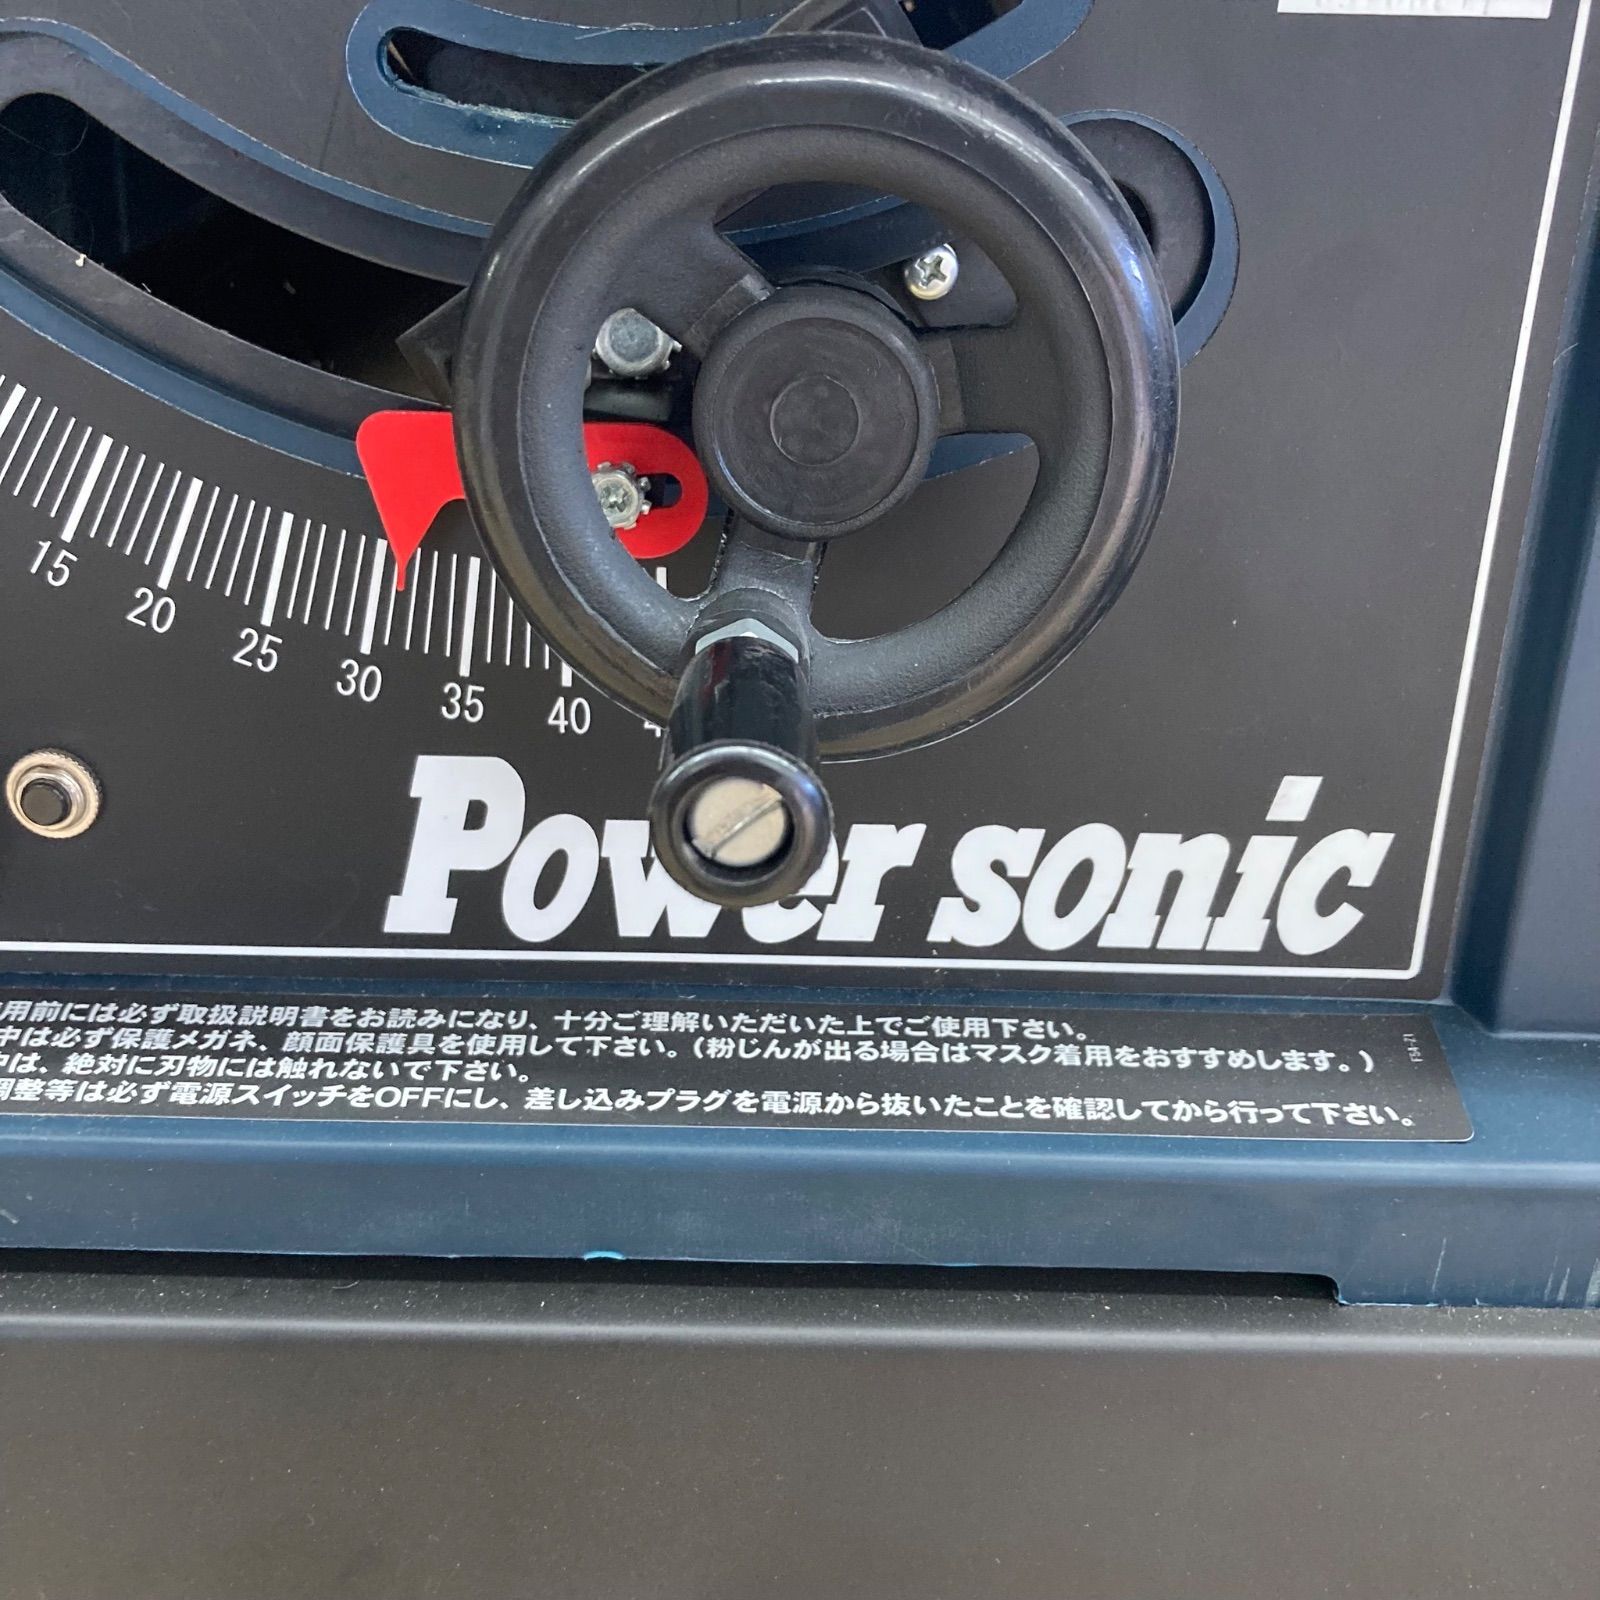 15 20 25 30 35 40
Power sonic
用前には必ず取扱説明書をお読みになり、十分ご理解いただいた上でご使用下さい。
中は必ず保護メガネ、顔面保護具を使用して下さい。(粉じんが出る場合はマスク着用をおすすめします。)
中は、絶対に刃物には触れないで下さい。
調整等は必ず電源スイッチをOFFにし、差し込みプラグを電源から抜いたことを確認してから行って下さい。